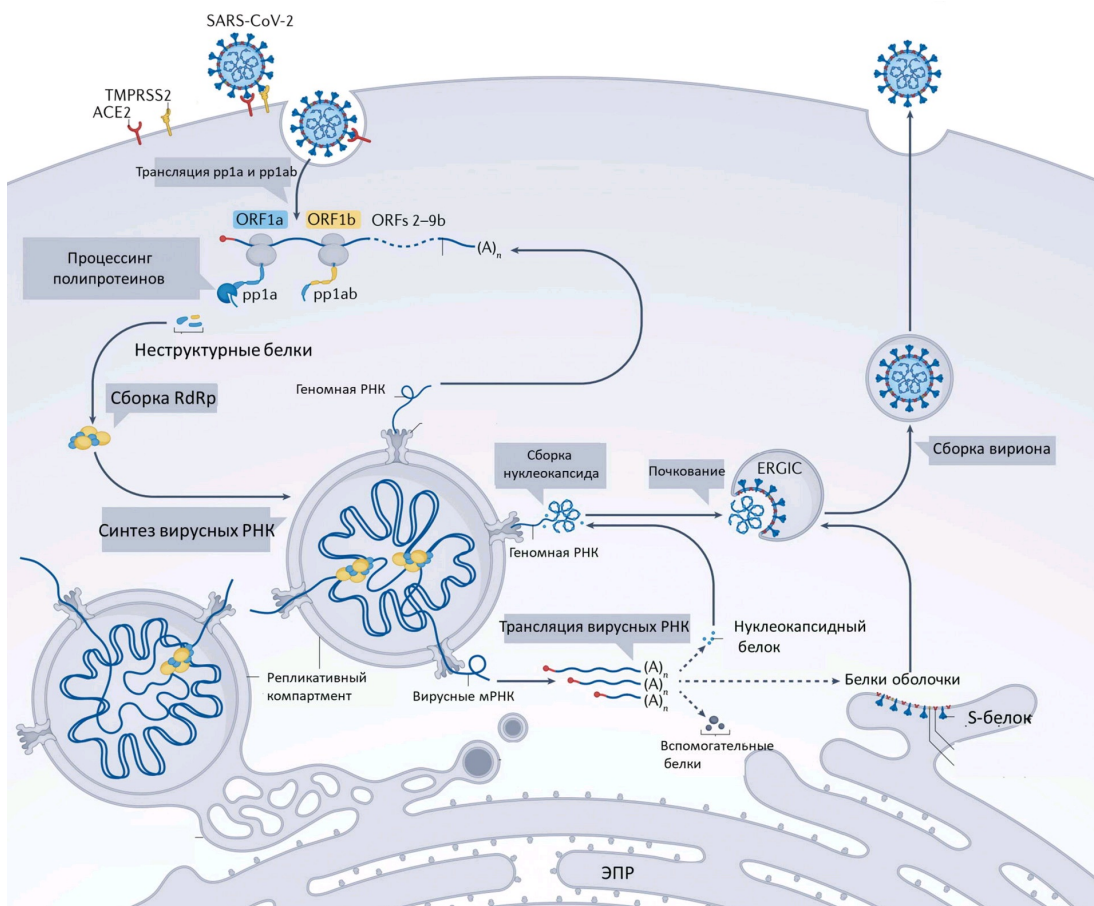 SARS-CoV-2
TMPRSS2
ACE2
Трансляция pp1a и pp1ab
ORF1a
ORF1b
ORFs 2–9b
(A)n
Процессинг
полипротеинов
pp1a
pp1ab
Неструктурные белки
Геномная РНК
Сборка RdRp
Сборка
нуклеокапсида
Почкование
ERGIC
Сборка вириона
Синтез вирусных РНК
Геномная РНК
Трансляция вирусных РНК
Нуклеокапсидный
белок
(A)n
(A)n
(A)n
Репликативный
компартмент
Вирусные мРНК
Белки оболочки
S-белок
Вспомогательные
белки
ЭПР